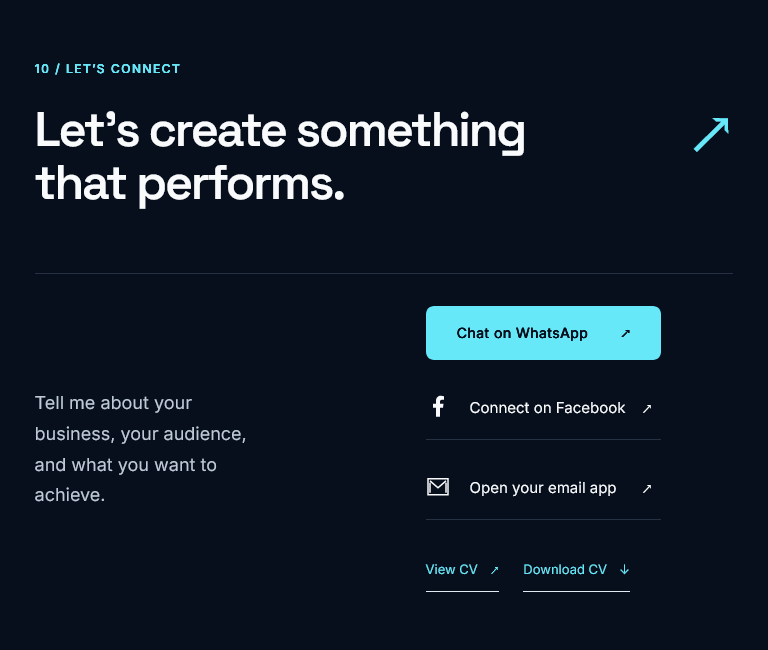 10 / LET'S CONNECT
Let's create something
that performs.
Chat on WhatsApp ↗
Tell me about your
business, your audience,
and what you want to
achieve.
Connect on Facebook ↗
Open your email app ↗
View CV ↗ Download CV ↓